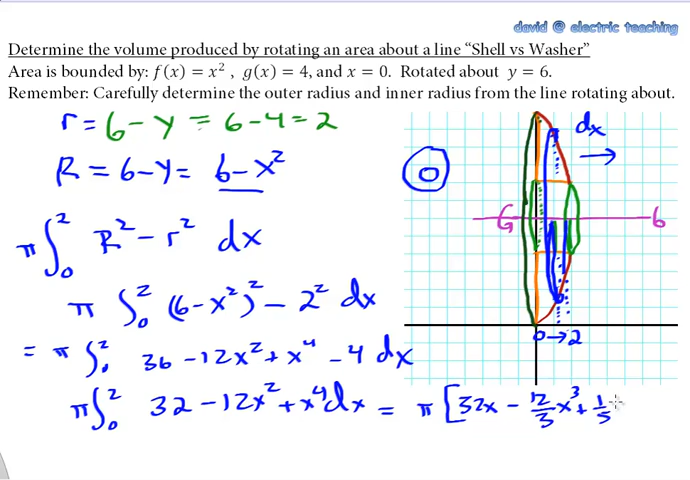 david @ electric teaching
Determine the volume produced by rotating an area about a line “Shell vs Washer”
Area is bounded by: f(x) = x² , g(x) = 4, and x = 0. Rotated about y = 6.
Remember: Carefully determine the outer radius and inner radius from the line rotating about.
r = 6 - y = 6 - 4 = 2
dx
R = 6 - y = 6 - x²
6
π∫₀² R² - r² dx
π ∫₀² (6 - x²)² - 2² dx
0→2
= π ∫₀² 36 - 12x² + x⁴ - 4 dx
π∫₀² 32 - 12x² + x⁴ dx = π [32x - 12/3 x³ + 1/5